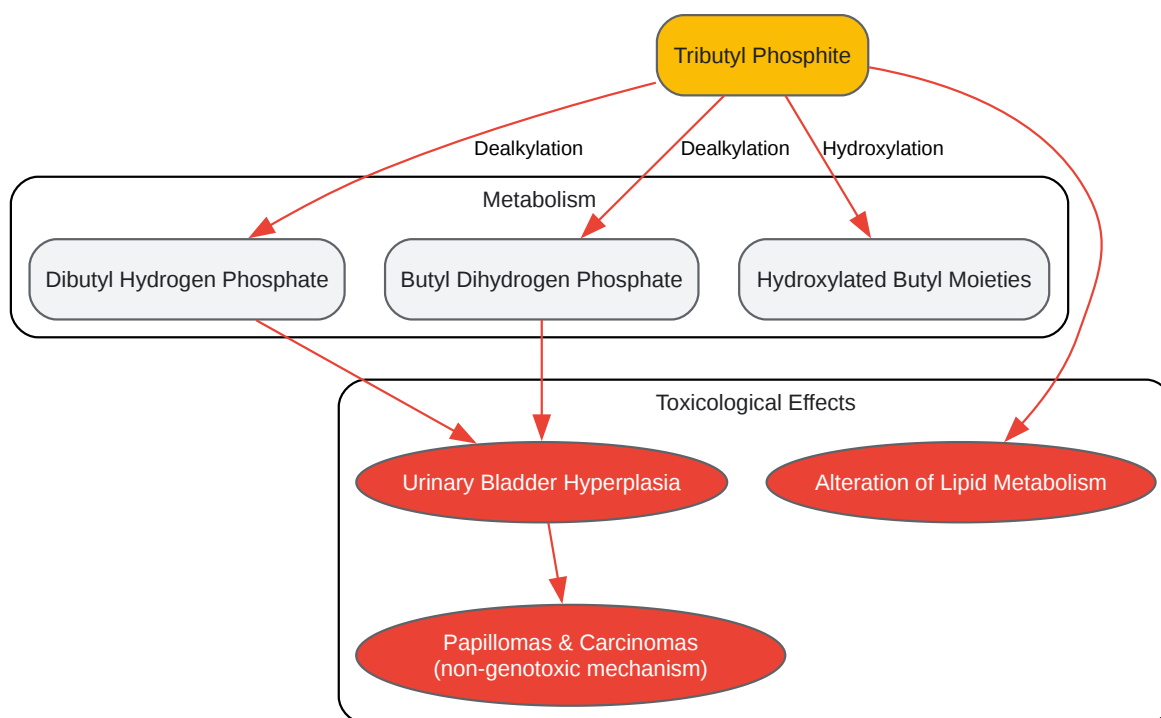 Tributyl Phosphite
Dealkylation
Dealkylation
Hydroxylation
Metabolism
Dibutyl Hydrogen Phosphate
Butyl Dihydrogen Phosphate
Hydroxylated Butyl Moieties
Toxicological Effects
Urinary Bladder Hyperplasia
Alteration of Lipid Metabolism
Papillomas & Carcinomas
(non-genotoxic mechanism)